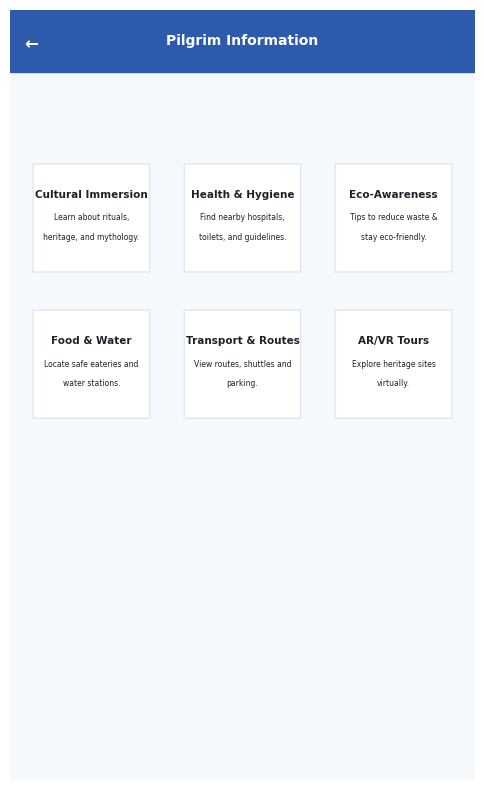 ← Pilgrim Information
Cultural Immersion
Learn about rituals,
heritage, and mythology.
Health & Hygiene
Find nearby hospitals,
toilets, and guidelines.
Eco-Awareness
Tips to reduce waste &
stay eco-friendly.
Food & Water
Locate safe eateries and
water stations.
Transport & Routes
View routes, shuttles and
parking.
AR/VR Tours
Explore heritage sites
virtually.